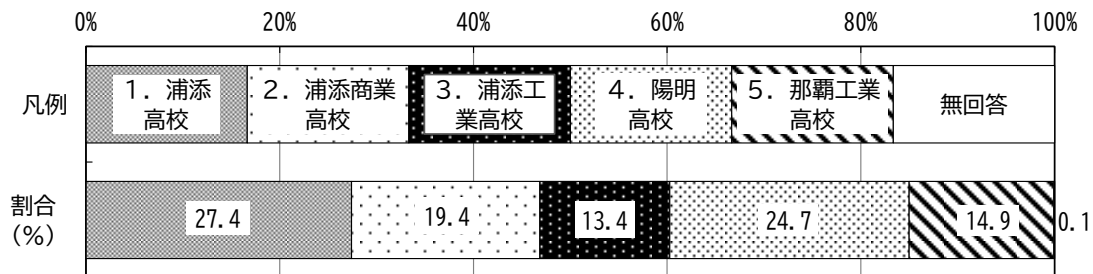 0% 20% 40% 60% 80% 100%
凡例
1．浦添
高校
2．浦添商業
高校
3．浦添工
業高校
4．陽明
高校
5．那覇工業
高校
無回答
割合
(%)
27.4 19.4 13.4 24.7 14.9 0.1